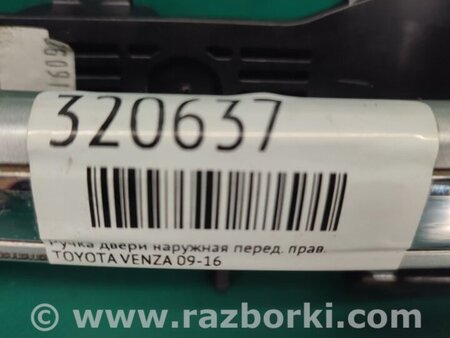 320637
Ручка двери наружная перед. прав.
TOYOTA VENZA 09-16
© www.razborki.com